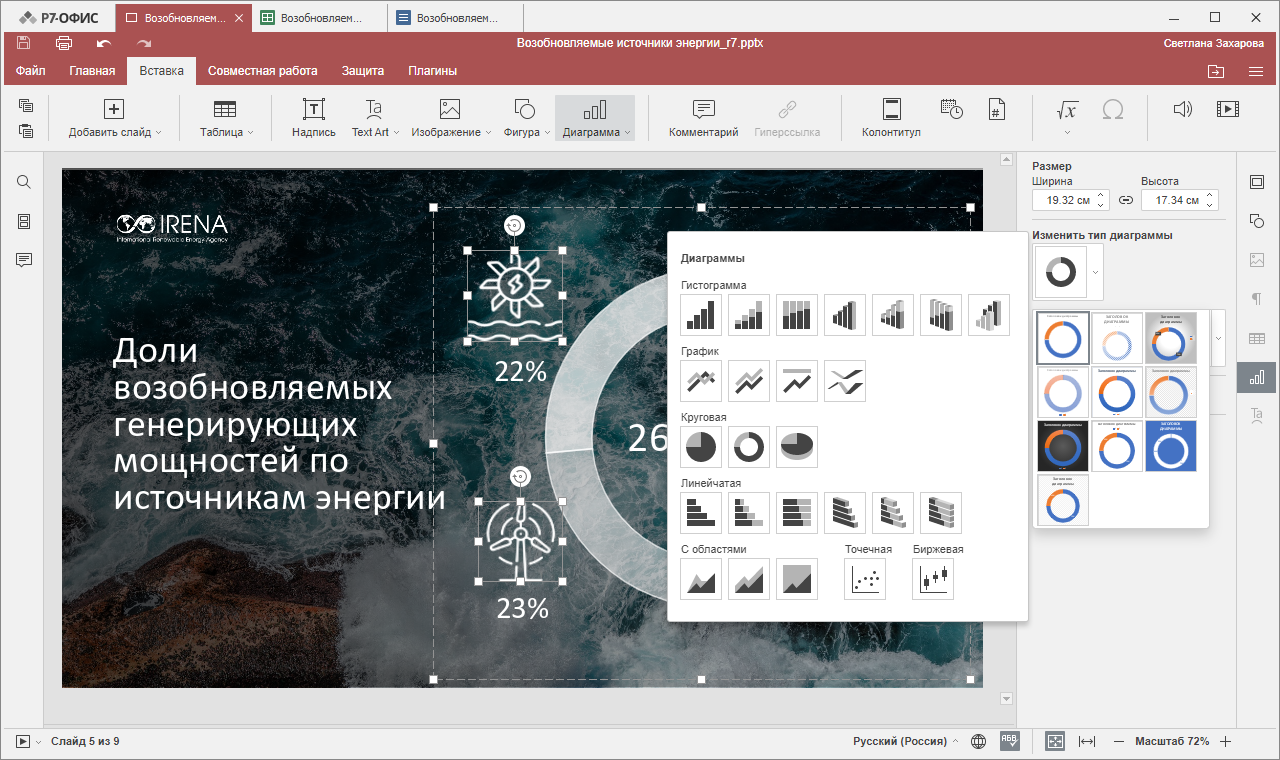 Р7-ОФИС
Возобновляем...
Возобновляем...
Возобновляем...
Возобновляемые источники энергии_r7.pptx
Светлана Захарова
Файл
Главная
Вставка
Совместная работа
Защита
Плагины
Добавить слайд
Таблица
Надпись
Text Art
Изображение
Фигура
Диаграмма
Комментарий
Гиперссылка
Колонтитул
IRENA
International Renewable Energy Agency
Доли
возобновляемых
генерирующих
мощностей по
источникам энергии
22%
23%
26
Диаграммы
Гистограмма
График
Круговая
Линейчатая
С областями
Точечная
Биржевая
Размер
Ширина
Высота
19.32 см
17.34 см
Изменить тип диаграммы
Слайд 5 из 9
Русский (Россия)
АБВ
Масштаб 72%